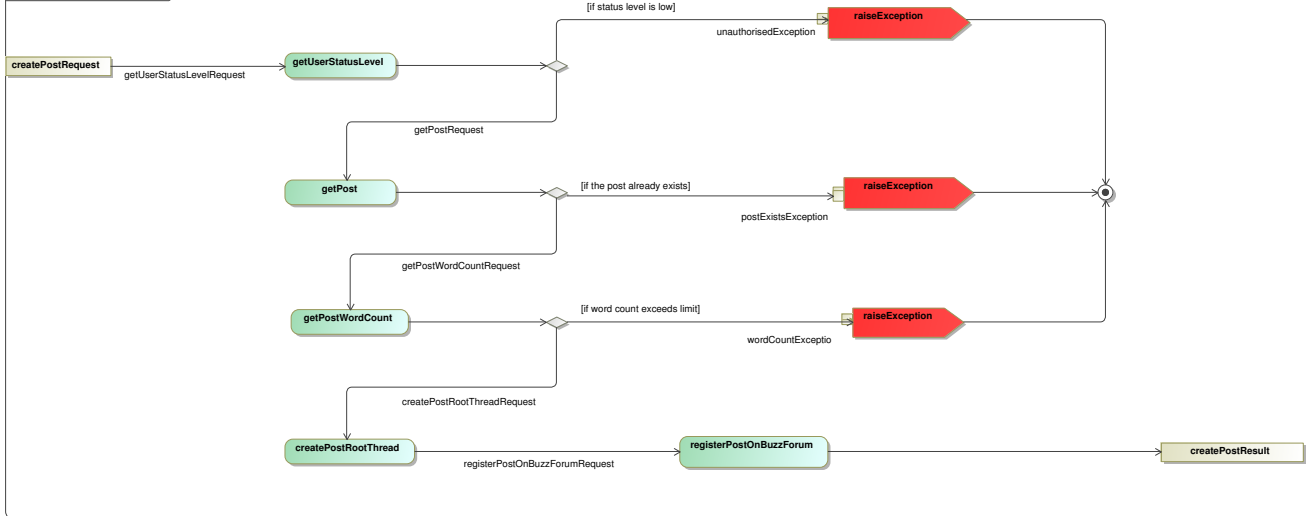 [if status level is low]
raiseException
unauthorisedException
createPostRequest
getUserStatusLevelRequest
getUserStatusLevel
getPostRequest
getPost
[if the post already exists]
raiseException
postExistsException
getPostWordCountRequest
getPostWordCount
[if word count exceeds limit]
raiseException
wordCountExceptio
createPostRootThreadRequest
createPostRootThread
registerPostOnBuzzForumRequest
registerPostOnBuzzForum
createPostResult